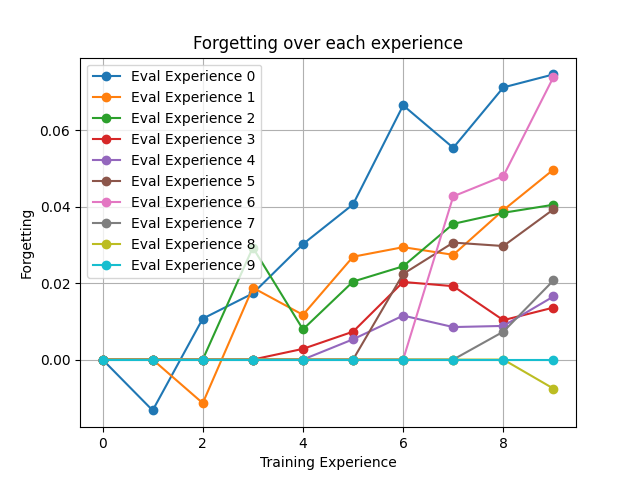 Forgetting over each experience
Eval Experience 0
Eval Experience 1
Eval Experience 2
Eval Experience 3
Eval Experience 4
Eval Experience 5
Eval Experience 6
Eval Experience 7
Eval Experience 8
Eval Experience 9
Forgetting
0.06
0.04
0.02
0.00
0 2 4 6 8
Training Experience